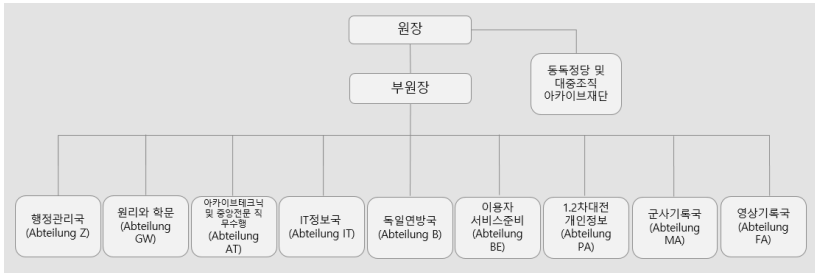 원장
동독정당 및
대중조직
아카이브재단
부원장
행정관리국
(Abteilung Z)
원리와 학문
(Abteilung
GW)
아카이브테크닉
및 중앙전문 직
무수행
(Abteilung
AT)
IT정보국
(Abteilung IT)
독일연방국
(Abteilung B)
이용자
서비스준비
(Abteilung
BE)
1.2차대전
개인정보
(Abteilung
PA)
군사기록국
(Abteilung
MA)
영상기록국
(Abteilung
FA)